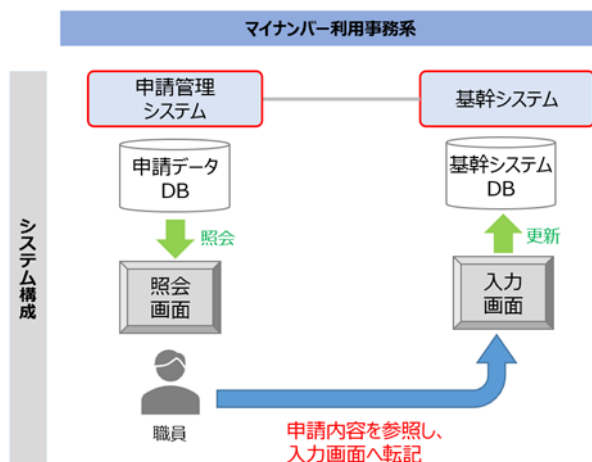 マイナンバー利用事務系
システム構成
申請管理
システム
基幹システム
申請データ
DB
基幹システム
DB
照会
更新
照会
画面
入力
画面
職員
申請内容を参照し、
入力画面へ転記